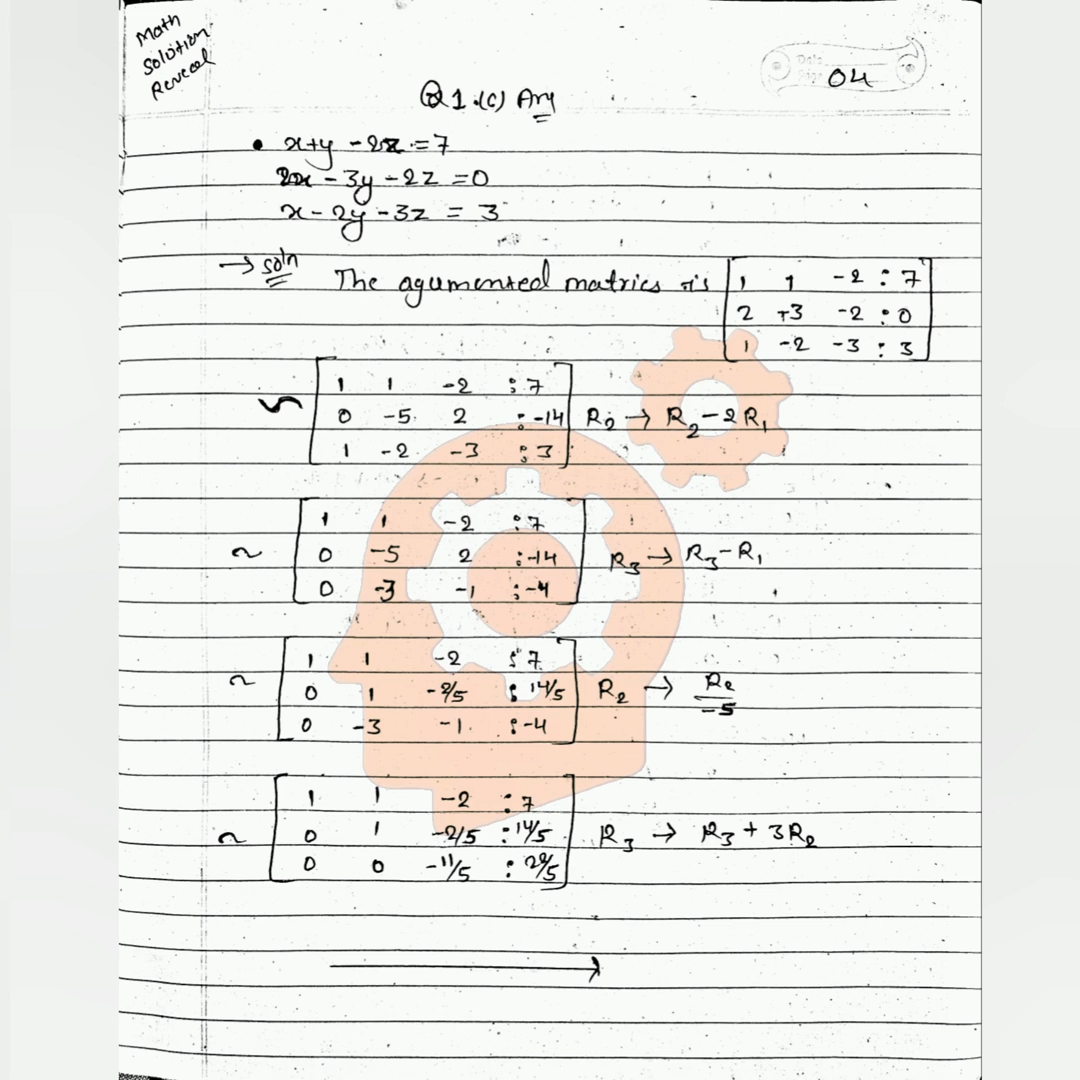 Math
Solution
Reveal
Date
Page 04
Q1.(c) Any
• x+y -2z = 7
2x - 3y - 2z = 0
x - 2y - 3z = 3
→ soln The agumented matrics is [ 1 1 -2 : 7
2 -3 -2 : 0
1 -2 -3 : 3 ]
~ [ 1 1 -2 : 7
0 -5 2 : -14
1 -2 -3 : 3 ] R2 → R2 - 2R1
~ [ 1 1 -2 : 7
0 -5 2 : -14
0 -3 -1 : -4 ] R3 → R3 - R1
~ [ 1 1 -2 : 7
0 1 -2/5 : 14/5
0 -3 -1 : -4 ] R2 → R2/-5
~ [ 1 1 -2 : 7
0 1 -2/5 : 14/5
0 0 -11/5 : 29/5 ] R3 → R3 + 3R2
→